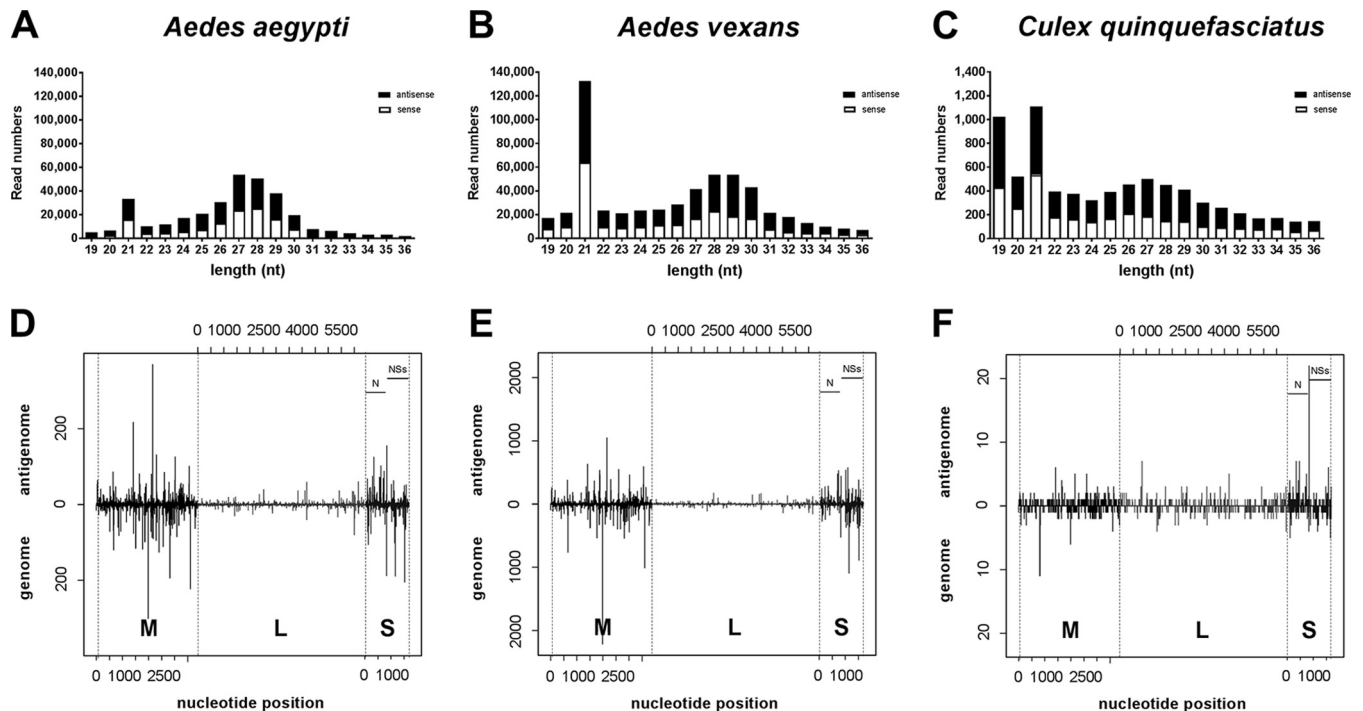 A
Aedes aegypti
B
Aedes vexans
C
Culex quinquefasciatus
140,000
120,000
100,000
80,000
60,000
40,000
20,000
0
Read numbers
antisense
sense
19 20 21 22 23 24 25 26 27 28 29 30 31 32 33 34 35 36
length (nt)
140,000
120,000
100,000
80,000
60,000
40,000
20,000
0
Read numbers
antisense
sense
19 20 21 22 23 24 25 26 27 28 29 30 31 32 33 34 35 36
length (nt)
1,400
1,200
1,000
800
600
400
200
0
Read numbers
antisense
sense
19 20 21 22 23 24 25 26 27 28 29 30 31 32 33 34 35 36
length (nt)
D
0 1000 2500 4000 5500
N
NSs
200
0
200
antigenome
genome
M
L
S
0 1000 2500
0 1000
nucleotide position
E
0 1000 2500 4000 5500
N
NSs
2000
1000
0
1000
2000
antigenome
genome
M
L
S
0 1000 2500
0 1000
nucleotide position
F
0 1000 2500 4000 5500
N
NSs
20
10
0
10
20
antigenome
genome
M
L
S
0 1000 2500
0 1000
nucleotide position